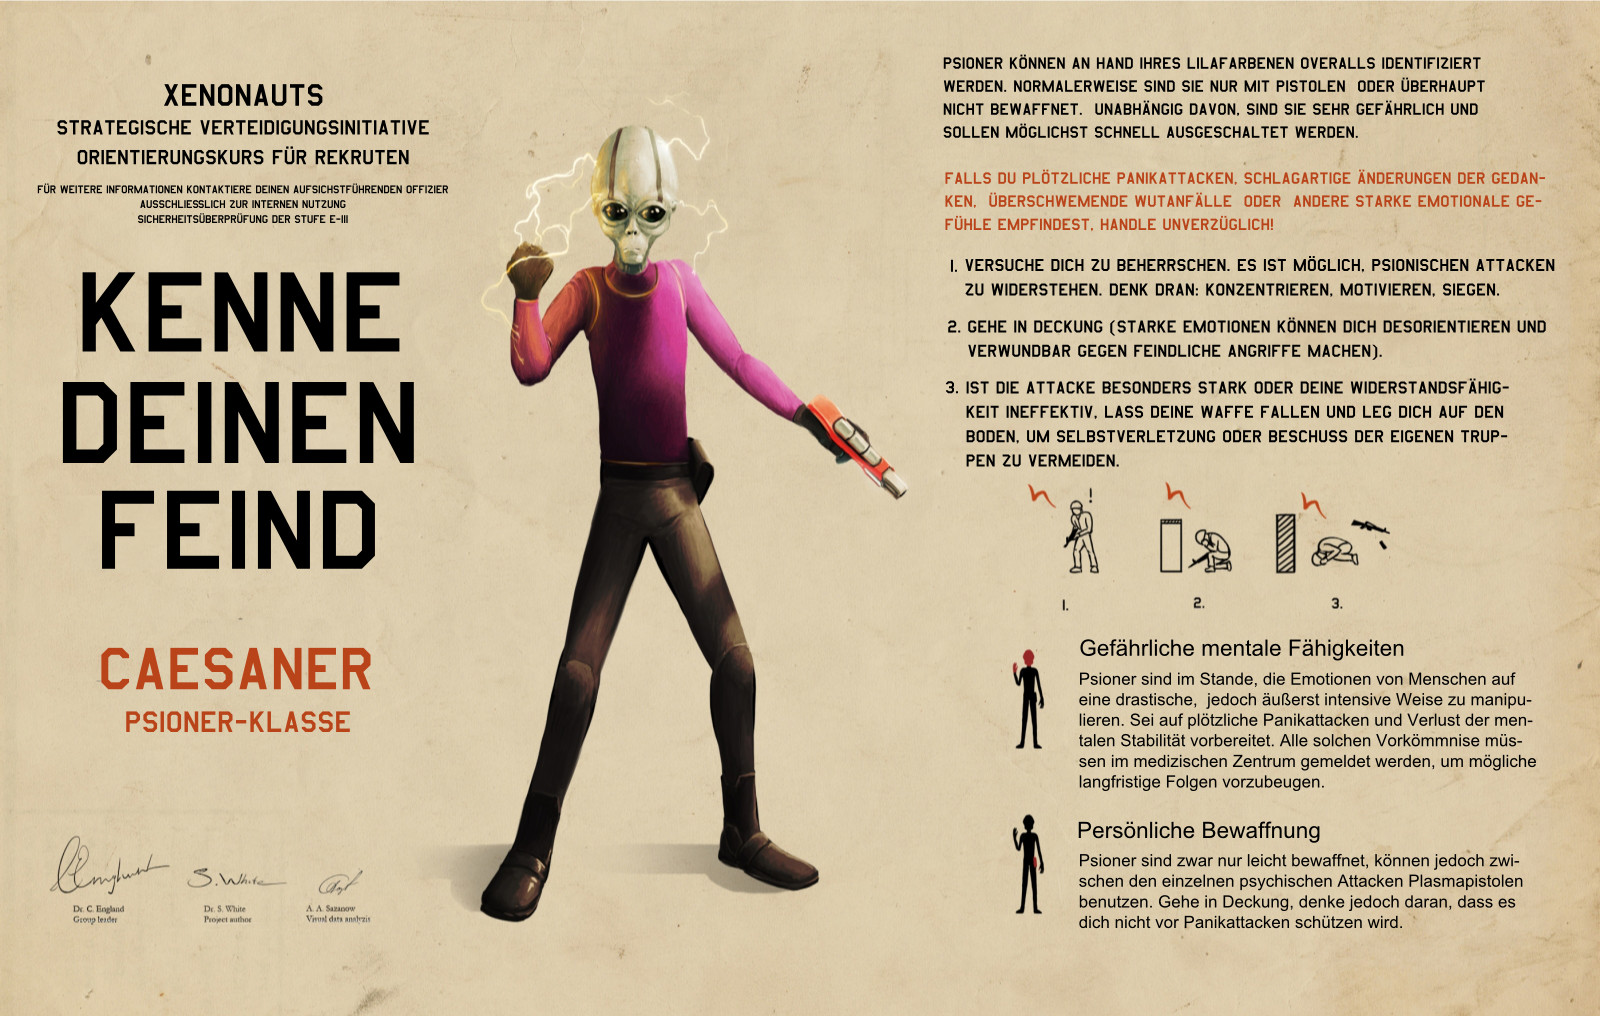 XENONAUTS
STRATEGISCHE VERTEIDIGUNGSINITIATIVE
ORIENTIERUNGSKURS FÜR REKRUTEN
FÜR WEITERE INFORMATIONEN KONTAKTIERE DEINEN AUFSICHSTFÜHRENDEN OFFIZIER
AUSSCHLIESSLICH ZUR INTERNEN NUTZUNG
SICHERHEITSÜBERPRÜFUNG DER STUFE E-III
KENNE
DEINEN
FEIND
CAESANER
PSIONER-KLASSE
S. White
Dr. C. England
Group leader
Dr. S. White
Project author
A. A. Sazanow
Visual data analyzis
PSIONER KÖNNEN AN HAND IHRES LILAFARBENEN OVERALLS IDENTIFIZIERT
WERDEN. NORMALERWEISE SIND SIE NUR MIT PISTOLEN ODER ÜBERHAUPT
NICHT BEWAFFNET. UNABHÄNGIG DAVON, SIND SIE SEHR GEFÄHRLICH UND
SOLLEN MÖGLICHST SCHNELL AUSGESCHALTET WERDEN.
FALLS DU PLÖTZLICHE PANIKATTACKEN, SCHLAGARTIGE ÄNDERUNGEN DER GEDAN-
KEN, ÜBERSCHWEMENDE WUTANFÄLLE ODER ANDERE STARKE EMOTIONALE GE-
FÜHLE EMPFINDEST, HANDLE UNVERZÜGLICH!
1. VERSUCHE DICH ZU BEHERRSCHEN. ES IST MÖGLICH, PSIONISCHEN ATTACKEN
ZU WIDERSTEHEN. DENK DRAN: KONZENTRIEREN, MOTIVIEREN, SIEGEN.
2. GEHE IN DECKUNG (STARKE EMOTIONEN KÖNNEN DICH DESORIENTIEREN UND
VERWUNDBAR GEGEN FEINDLICHE ANGRIFFE MACHEN).
3. IST DIE ATTACKE BESONDERS STARK ODER DEINE WIDERSTANDSFÄHIG-
KEIT INEFFEKTIV, LASS DEINE WAFFE FALLEN UND LEG DICH AUF DEN
BODEN, UM SELBSTVERLETZUNG ODER BESCHUSS DER EIGENEN TRUP-
PEN ZU VERMEIDEN.
!
1. 2. 3.
Gefährliche mentale Fähigkeiten
Psioner sind im Stande, die Emotionen von Menschen auf
eine drastische, jedoch äußerst intensive Weise zu manipu-
lieren. Sei auf plötzliche Panikattacken und Verlust der men-
talen Stabilität vorbereitet. Alle solchen Vorkömmnise müs-
sen im medizischen Zentrum gemeldet werden, um mögliche
langfristige Folgen vorzubeugen.
Persönliche Bewaffnung
Psioner sind zwar nur leicht bewaffnet, können jedoch zwi-
schen den einzelnen psychischen Attacken Plasmapistolen
benutzen. Gehe in Deckung, denke jedoch daran, dass es
dich nicht vor Panikattacken schützen wird.